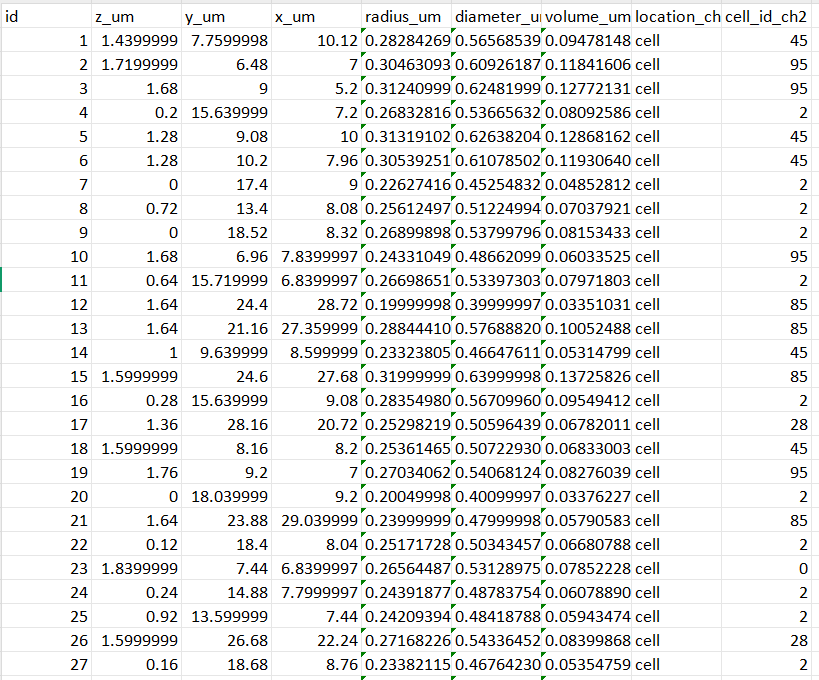 id z_um y_um x_um radius_um diameter_u volume_um location_ch cell_id_ch2
1 1.4399999 7.7599998 10.12 0.28284269 0.56568539 0.09478148 cell 45
2 1.7199999 6.48 7 0.30463093 0.60926187 0.11841606 cell 95
3 1.68 9 5.2 0.31240999 0.62481999 0.12772131 cell 95
4 0.2 15.639999 7.2 0.26832816 0.53665632 0.08092586 cell 2
5 1.28 9.08 10 0.31319102 0.62638204 0.12868162 cell 45
6 1.28 10.2 7.96 0.30539251 0.61078502 0.11930640 cell 45
7 0 17.4 9 0.22627416 0.45254832 0.04852812 cell 2
8 0.72 13.4 8.08 0.25612497 0.51224994 0.07037921 cell 2
9 0 18.52 8.32 0.26899898 0.53799796 0.08153433 cell 2
10 1.68 6.96 7.8399997 0.24331049 0.48662099 0.06033525 cell 95
11 0.64 15.719999 6.8399997 0.26698651 0.53397303 0.07971803 cell 2
12 1.64 24.4 28.72 0.19999998 0.39999997 0.03351031 cell 85
13 1.64 21.16 27.359999 0.28844410 0.57688820 0.10052488 cell 85
14 1 9.639999 8.599999 0.23323805 0.46647611 0.05314799 cell 45
15 1.5999999 24.6 27.68 0.31999999 0.63999998 0.13725826 cell 85
16 0.28 15.639999 9.08 0.28354980 0.56709960 0.09549412 cell 2
17 1.36 28.16 20.72 0.25298219 0.50596439 0.06782011 cell 28
18 1.5999999 8.16 8.2 0.25361465 0.50722930 0.06833003 cell 45
19 1.76 9.2 7 0.27034062 0.54068124 0.08276039 cell 95
20 0 18.039999 9.2 0.20049998 0.40099997 0.03376227 cell 2
21 1.64 23.88 29.039999 0.23999999 0.47999998 0.05790583 cell 85
22 0.12 18.4 8.04 0.25171728 0.50343457 0.06680788 cell 2
23 1.8399999 7.44 6.8399997 0.26564487 0.53128975 0.07852228 cell 0
24 0.24 14.88 7.7999997 0.24391877 0.48783754 0.06078890 cell 2
25 0.92 13.599999 7.44 0.24209394 0.48418788 0.05943474 cell 2
26 1.5999999 26.68 22.24 0.27168226 0.54336452 0.08399868 cell 28
27 0.16 18.68 8.76 0.23382115 0.46764230 0.05354759 cell 2